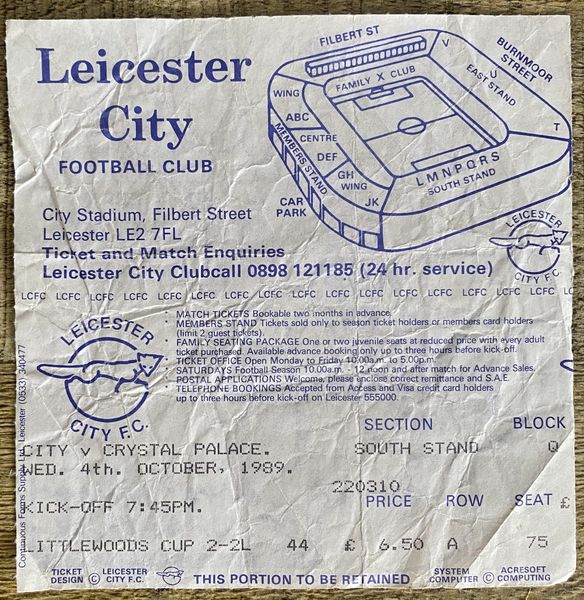 Leicester
City
FOOTBALL CLUB
City Stadium, Filbert Street
Leicester LE2 7FL
Ticket and Match Enquiries
Leicester City Clubcall 0898 121185 (24 hr. service)
FILBERT ST
BURNMOOR
STREET
FAMILY X CLUB
V
U
EAST STAND
T
WING
ABC
CENTRE
DEF
GH
WING
JK
MEMBERS STAND
CAR
PARK
L M N P Q R S
SOUTH STAND
LEICESTER
CITY F.C.
LCFC LCFC LCFC LCFC LCFC LCFC LCFC LCFC LCFC LCFC LCFC LCFC LCFC LCFC
LEICESTER
CITY F.C.
· MATCH TICKETS Bookable two months in advance.
· MEMBERS STAND Tickets sold only to season ticket holders or members card holders
(limit 2 guest tickets).
· FAMILY SEATING PACKAGE One or two juvenile seats at reduced price with every adult
ticket purchased. Available advance booking only up to three hours before kick-off.
· TICKET OFFICE Open Monday to Friday 10.00a.m. to 5.00p.m.
· SATURDAYS Football Season 10.00a.m. - 12 noon and after match for Advance Sales.
· POSTAL APPLICATIONS Welcome, please enclose correct remittance and S.A.E.
· TELEPHONE BOOKINGS Accepted from Access and Visa credit card holders
up to three hours before kick-off on Leicester 555000.
Continuous Forms Leicester (0533) 340477
SECTION BLOCK
CITY v CRYSTAL PALACE. SOUTH STAND Q
WED. 4th. OCTOBER, 1989.
220310
PRICE ROW SEAT £
KICK-OFF 7:45PM.
LITTLEWOODS CUP 2-2L 44 £ 6.50 A 75
TICKET
DESIGN © LEICESTER
CITY F.C.
THIS PORTION TO BE RETAINED
SYSTEM
COMPUTER © ACRESOFT
COMPUTING